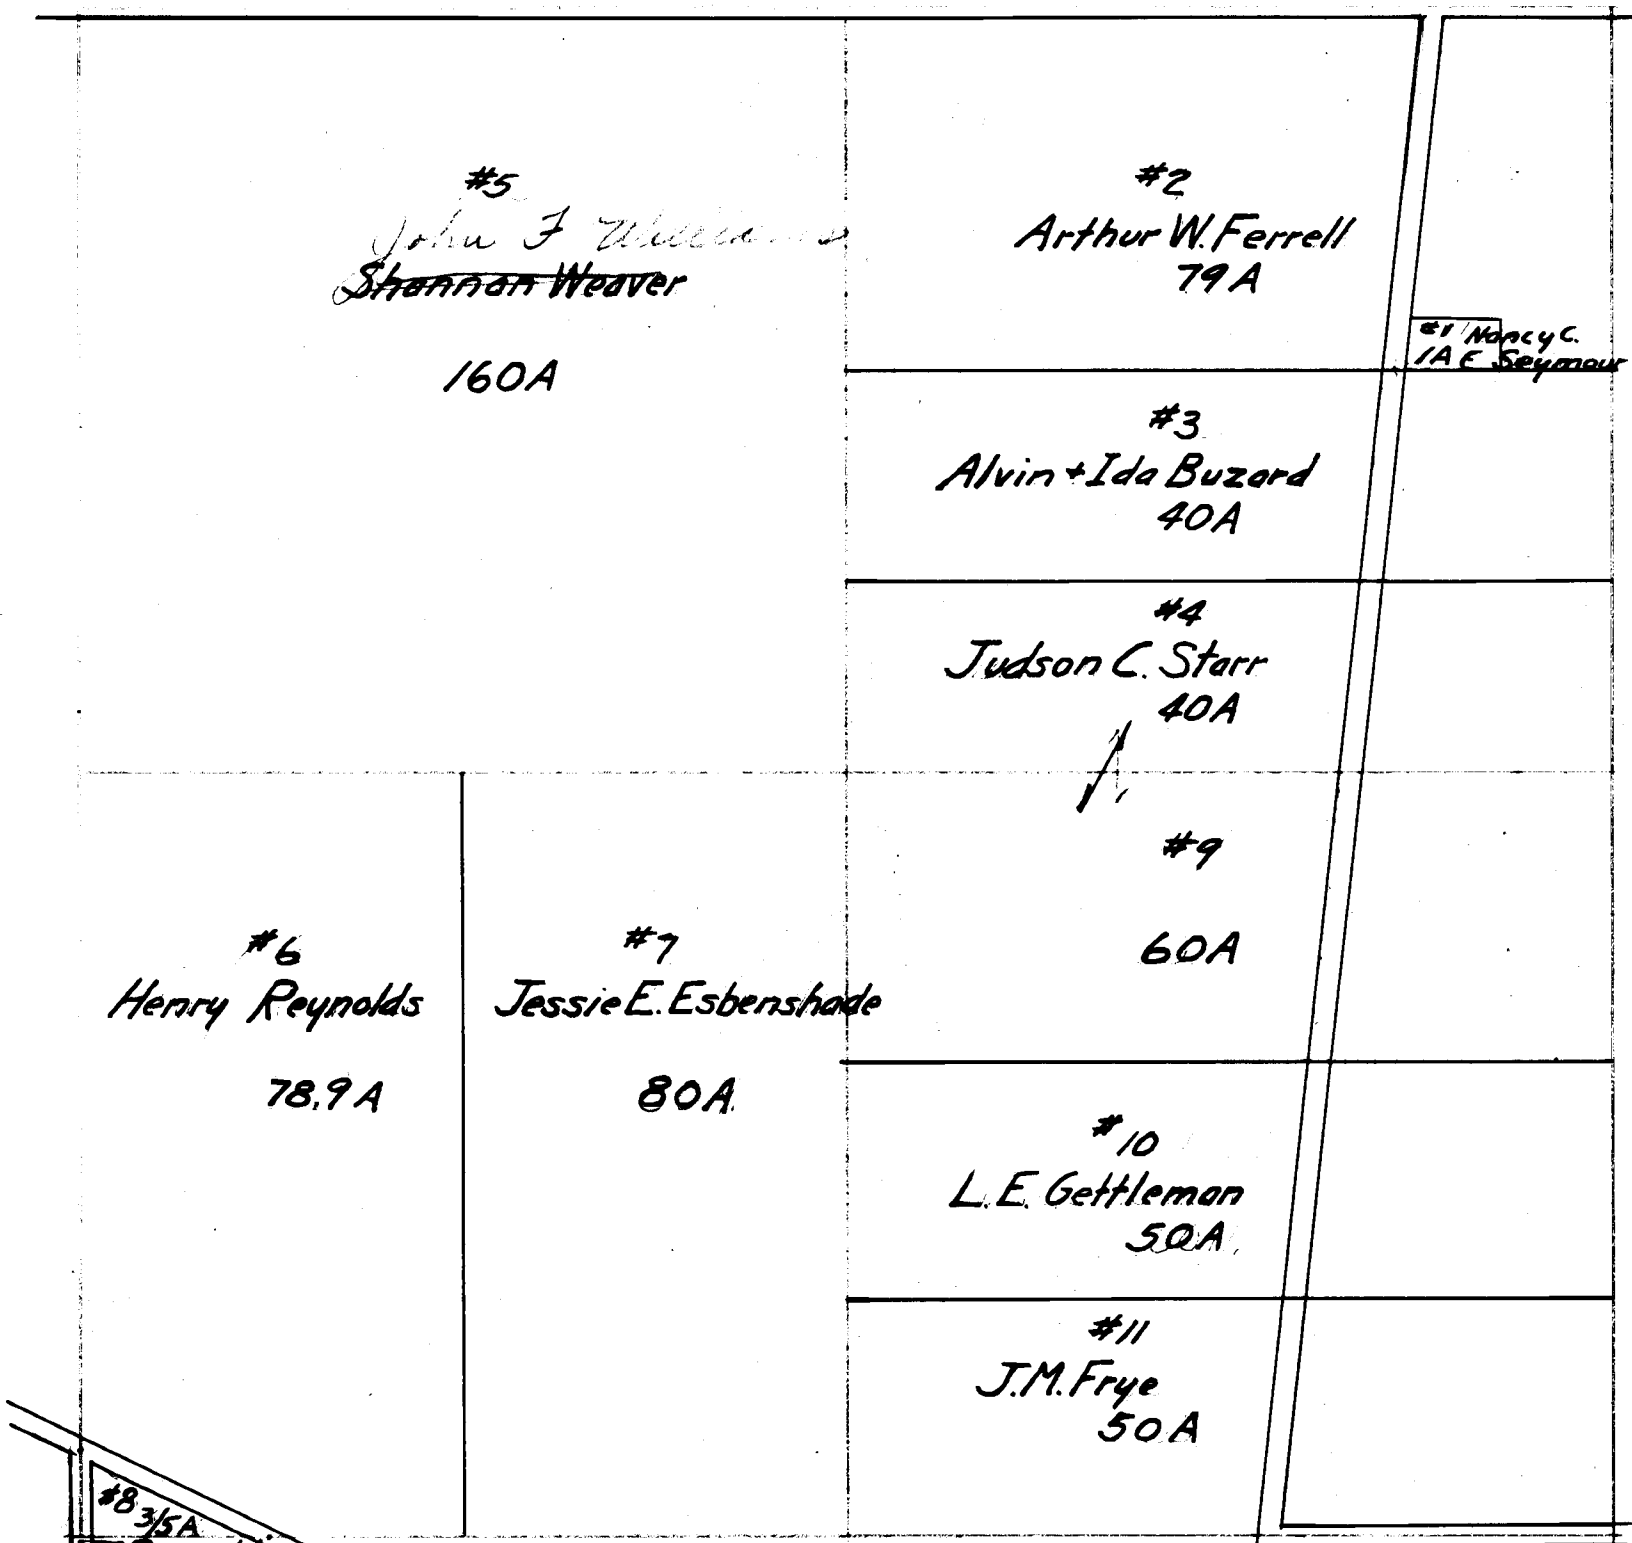 #5
John F Williams
Shannon Weaver
160A
#2
Arthur W. Ferrell
79A
#1 Nancy C.
1A E Seymour
#3
Alvin + Ida Buzard
40A
#4
Judson C. Starr
40A
#9
60A
#6
Henry Reynolds
78.9A
#7
Jessie E. Esbenshade
80A
#10
L.E. Gettleman
50A
#11
J.M. Frye
50A
#8 3/5A